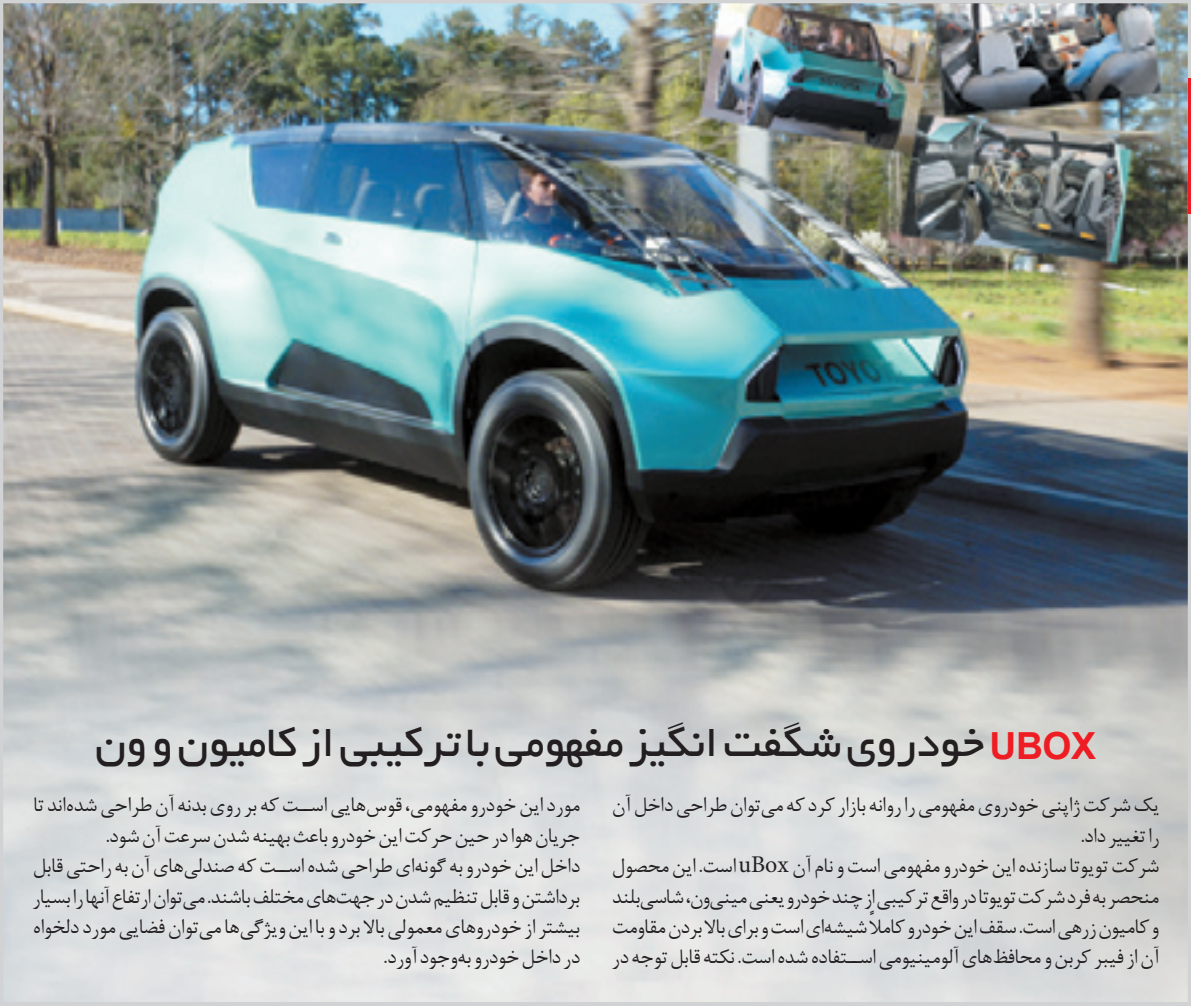 TOYO
UBOX خودروی شگفت انگیز مفهومی با ترکیبی از کامیون و ون
یک شرکت ژاپنی خودروی مفهومی را روانه بازار کرد که می‌توان طراحی داخل آن
را تغییر داد.
شرکت تویوتا سازنده این خودرو مفهومی است و نام آن uBox است. این محصول
منحصر به فرد شرکت تویوتا در واقع ترکیبی از چند خودرو یعنی مینی‌ون، شاسی‌بلند
و کامیون زرهی است. سقف این خودرو کاملاً شیشه‌ای است و برای بالا بردن مقاومت
آن از فیبر کربن و محافظ‌های آلومینیومی استفاده شده است. نکته قابل توجه در
مورد این خودرو مفهومی، قوس‌هایی است که بر روی بدنه آن طراحی شده‌اند تا
جریان هوا در حین حرکت این خودرو باعث بهینه شدن سرعت آن شود.
داخل این خودرو به گونه‌ای طراحی شده است که صندلی‌های آن به راحتی قابل
برداشتن و قابل تنظیم شدن در جهت‌های مختلف باشند. می‌توان ارتفاع آنها را بسیار
بیشتر از خودروهای معمولی بالا برد و با این ویژگی‌ها می‌توان فضایی مورد دلخواه
در داخل خودرو به‌وجود آورد.